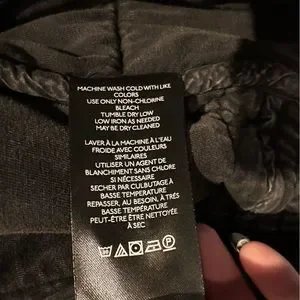 MACHINE WASH COLD WITH LIKE
COLORS
USE ONLY NON-CHLORINE
BLEACH
TUMBLE DRY LOW
LOW IRON AS NEEDED
MAY BE DRY CLEANED
LAVER À LA MACHINE À L'EAU
FROIDE AVEC COULEURS
SIMILAIRES
UTILISER UN AGENT DE
BLANCHIMENT SANS CHLORE
SI NÉCESSAIRE
SECHER PAR CULBUTAGE À
BASSE TEMPÉRATURE
REPASSER, AU BESOIN, À TRÈS
BASSE TEMPÉRATURE
PEUT-ÊTRE ÊTRE NETTOYÉE
À SEC